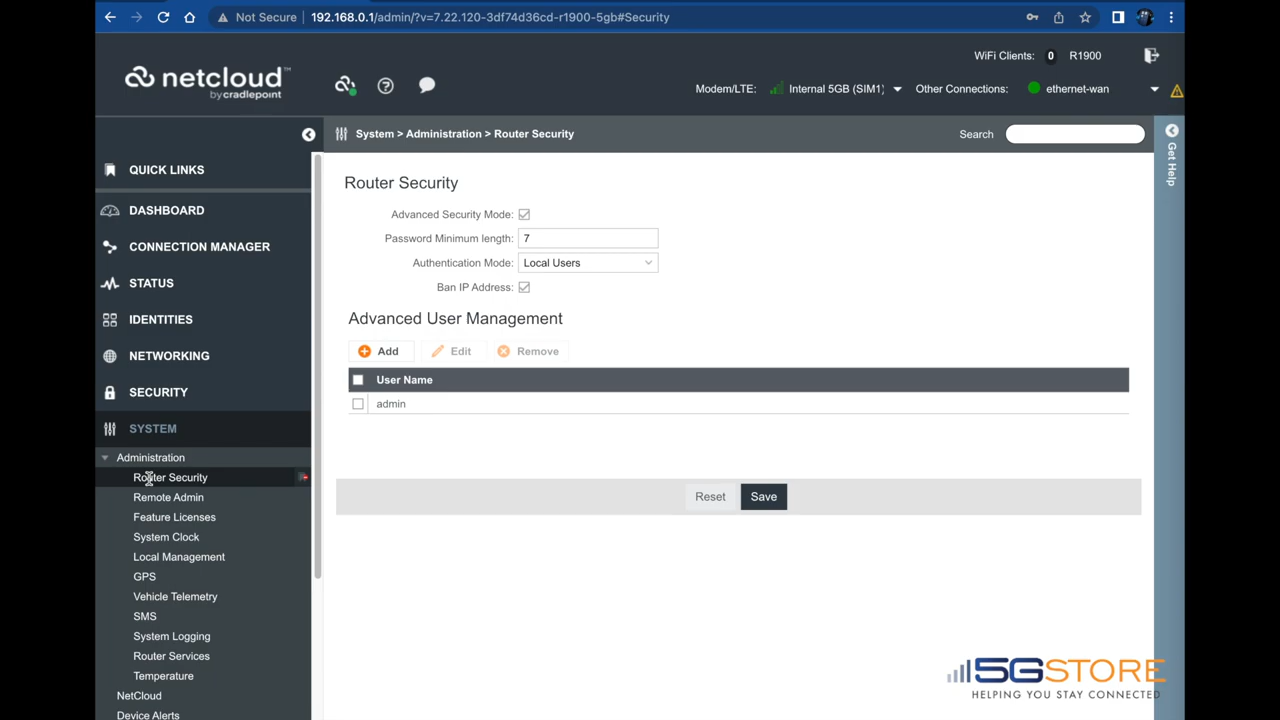 Not Secure 192.168.0.1/admin/?v=7.22.120-3df74d36cd-r1900-5gb#Security
WiFi Clients: 0 R1900
netcloud™
by cradlepoint
Modem/LTE: Internal 5GB (SIM1) Other Connections: ethernet-wan
System > Administration > Router Security
Search
Get Help
QUICK LINKS
DASHBOARD
CONNECTION MANAGER
STATUS
IDENTITIES
NETWORKING
SECURITY
SYSTEM
Administration
Router Security
Remote Admin
Feature Licenses
System Clock
Local Management
GPS
Vehicle Telemetry
SMS
System Logging
Router Services
Temperature
NetCloud
Device Alerts
Router Security
Advanced Security Mode:
Password Minimum length: 7
Authentication Mode: Local Users
Ban IP Address:
Advanced User Management
Add Edit Remove
User Name
admin
Reset Save
5GSTORE
HELPING YOU STAY CONNECTED